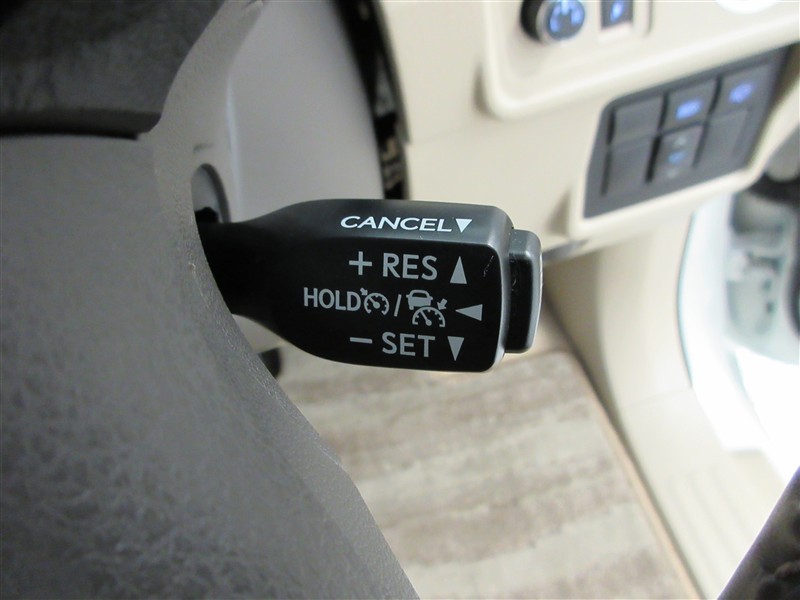 CANCEL▼
+ RES ▲
HOLD / ◀
− SET ▼